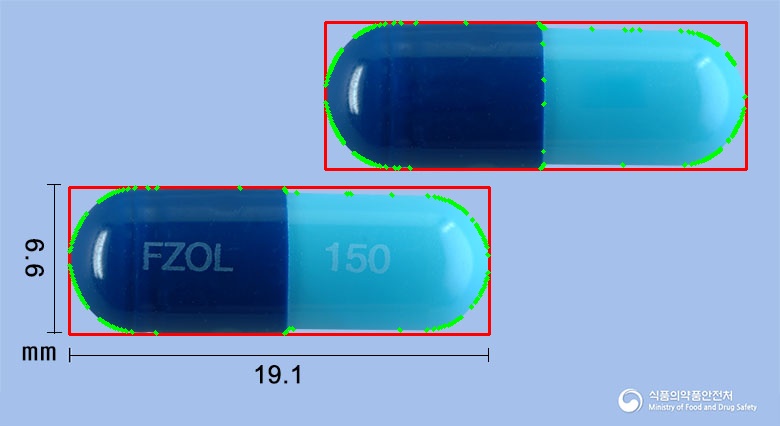 FZOL 150
6.6
mm
19.1
식품의약품안전처
Ministry of Food and Drug Safety